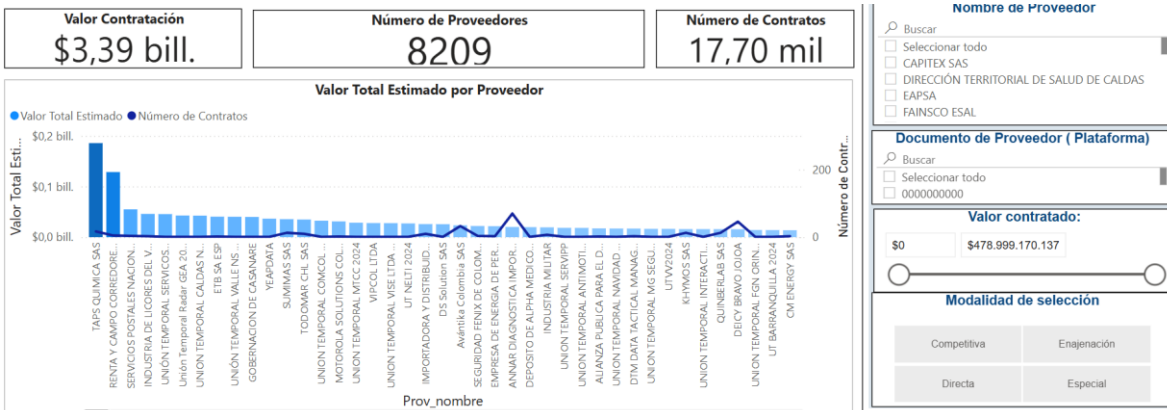 Valor Contratación
$3,39 bill.
Número de Proveedores
8209
Número de Contratos
17,70 mil
Valor Total Estimado por Proveedor
Valor Total Estimado
Número de Contratos
Valor Total Esti...
$0,2 bill.
$0,1 bill.
$0,0 bill.
200
0
Número de Contr...
TAPS QUIMICA SAS
RENTA Y CAMPO CORREDORE...
SERVICIOS POSTALES NACION...
INDUSTRIA DE LICORES DEL V...
UNIÓN TEMPORAL SERVICIOS...
Unión Temporal Radar GEA 20...
UNION TEMPORAL CALDAS N...
ETB SA ESP
UNIÓN TEMPORAL VALLE NS ...
GOBERNACION DE CASANARE
YEAPDATA
SUMIMAS SAS
TODOMAR CHL SAS
UNION TEMPORAL COMCOL...
MOTOROLA SOLUTIONS COL...
UNION TEMPORAL MTCC 2024
VIPCOL LTDA
UNION TEMPORAL VISE LTDA...
UT NELTI 2024
IMPORTADORA Y DISTRIBUID...
DS Solution SAS
Avántika Colombia SAS
SEGURIDAD FENIX DE COLOM...
EMPRESA DE ENERGIA DE PER...
ANNAR DIAGNOSTICA IMPOR...
DEPOSITO DE ALPHA MEDICO...
INDUSTRIA MILITAR
UNION TEMPORAL SERVIPP
UNION TEMPORAL ANTIMOTI...
ALIANZA PUBLICA PARA EL D...
UNION TEMPORAL NAVIDAD ...
DTM DATA TACTICAL MANAG...
UNION TEMPORAL MG SEGU...
UTVV2024
KHYMOS SAS
UNION TEMPORAL INTERACTI...
QUINBERLAB SAS
DEICY BRAVO JOJOA
UNION TEMPORAL FGN ORIN...
UT BARRANQUILLA 2024
CM ENERGY SAS
Prov_nombre
Nombre de Proveedor
Buscar
Seleccionar todo
CAPITEX SAS
DIRECCIÓN TERRITORIAL DE SALUD DE CALDAS
EAPSA
FAINSCO ESAL
Documento de Proveedor ( Plataforma)
Buscar
Seleccionar todo
0000000000
Valor contratado:
$0
$478.999.170.137
Modalidad de selección
Competitiva
Enajenación
Directa
Especial